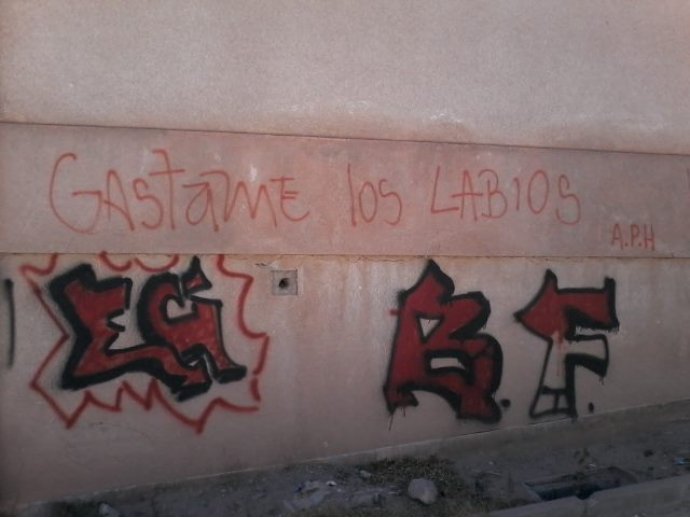 GAStaME los LABIOS
A.P.H
EG
B.F.